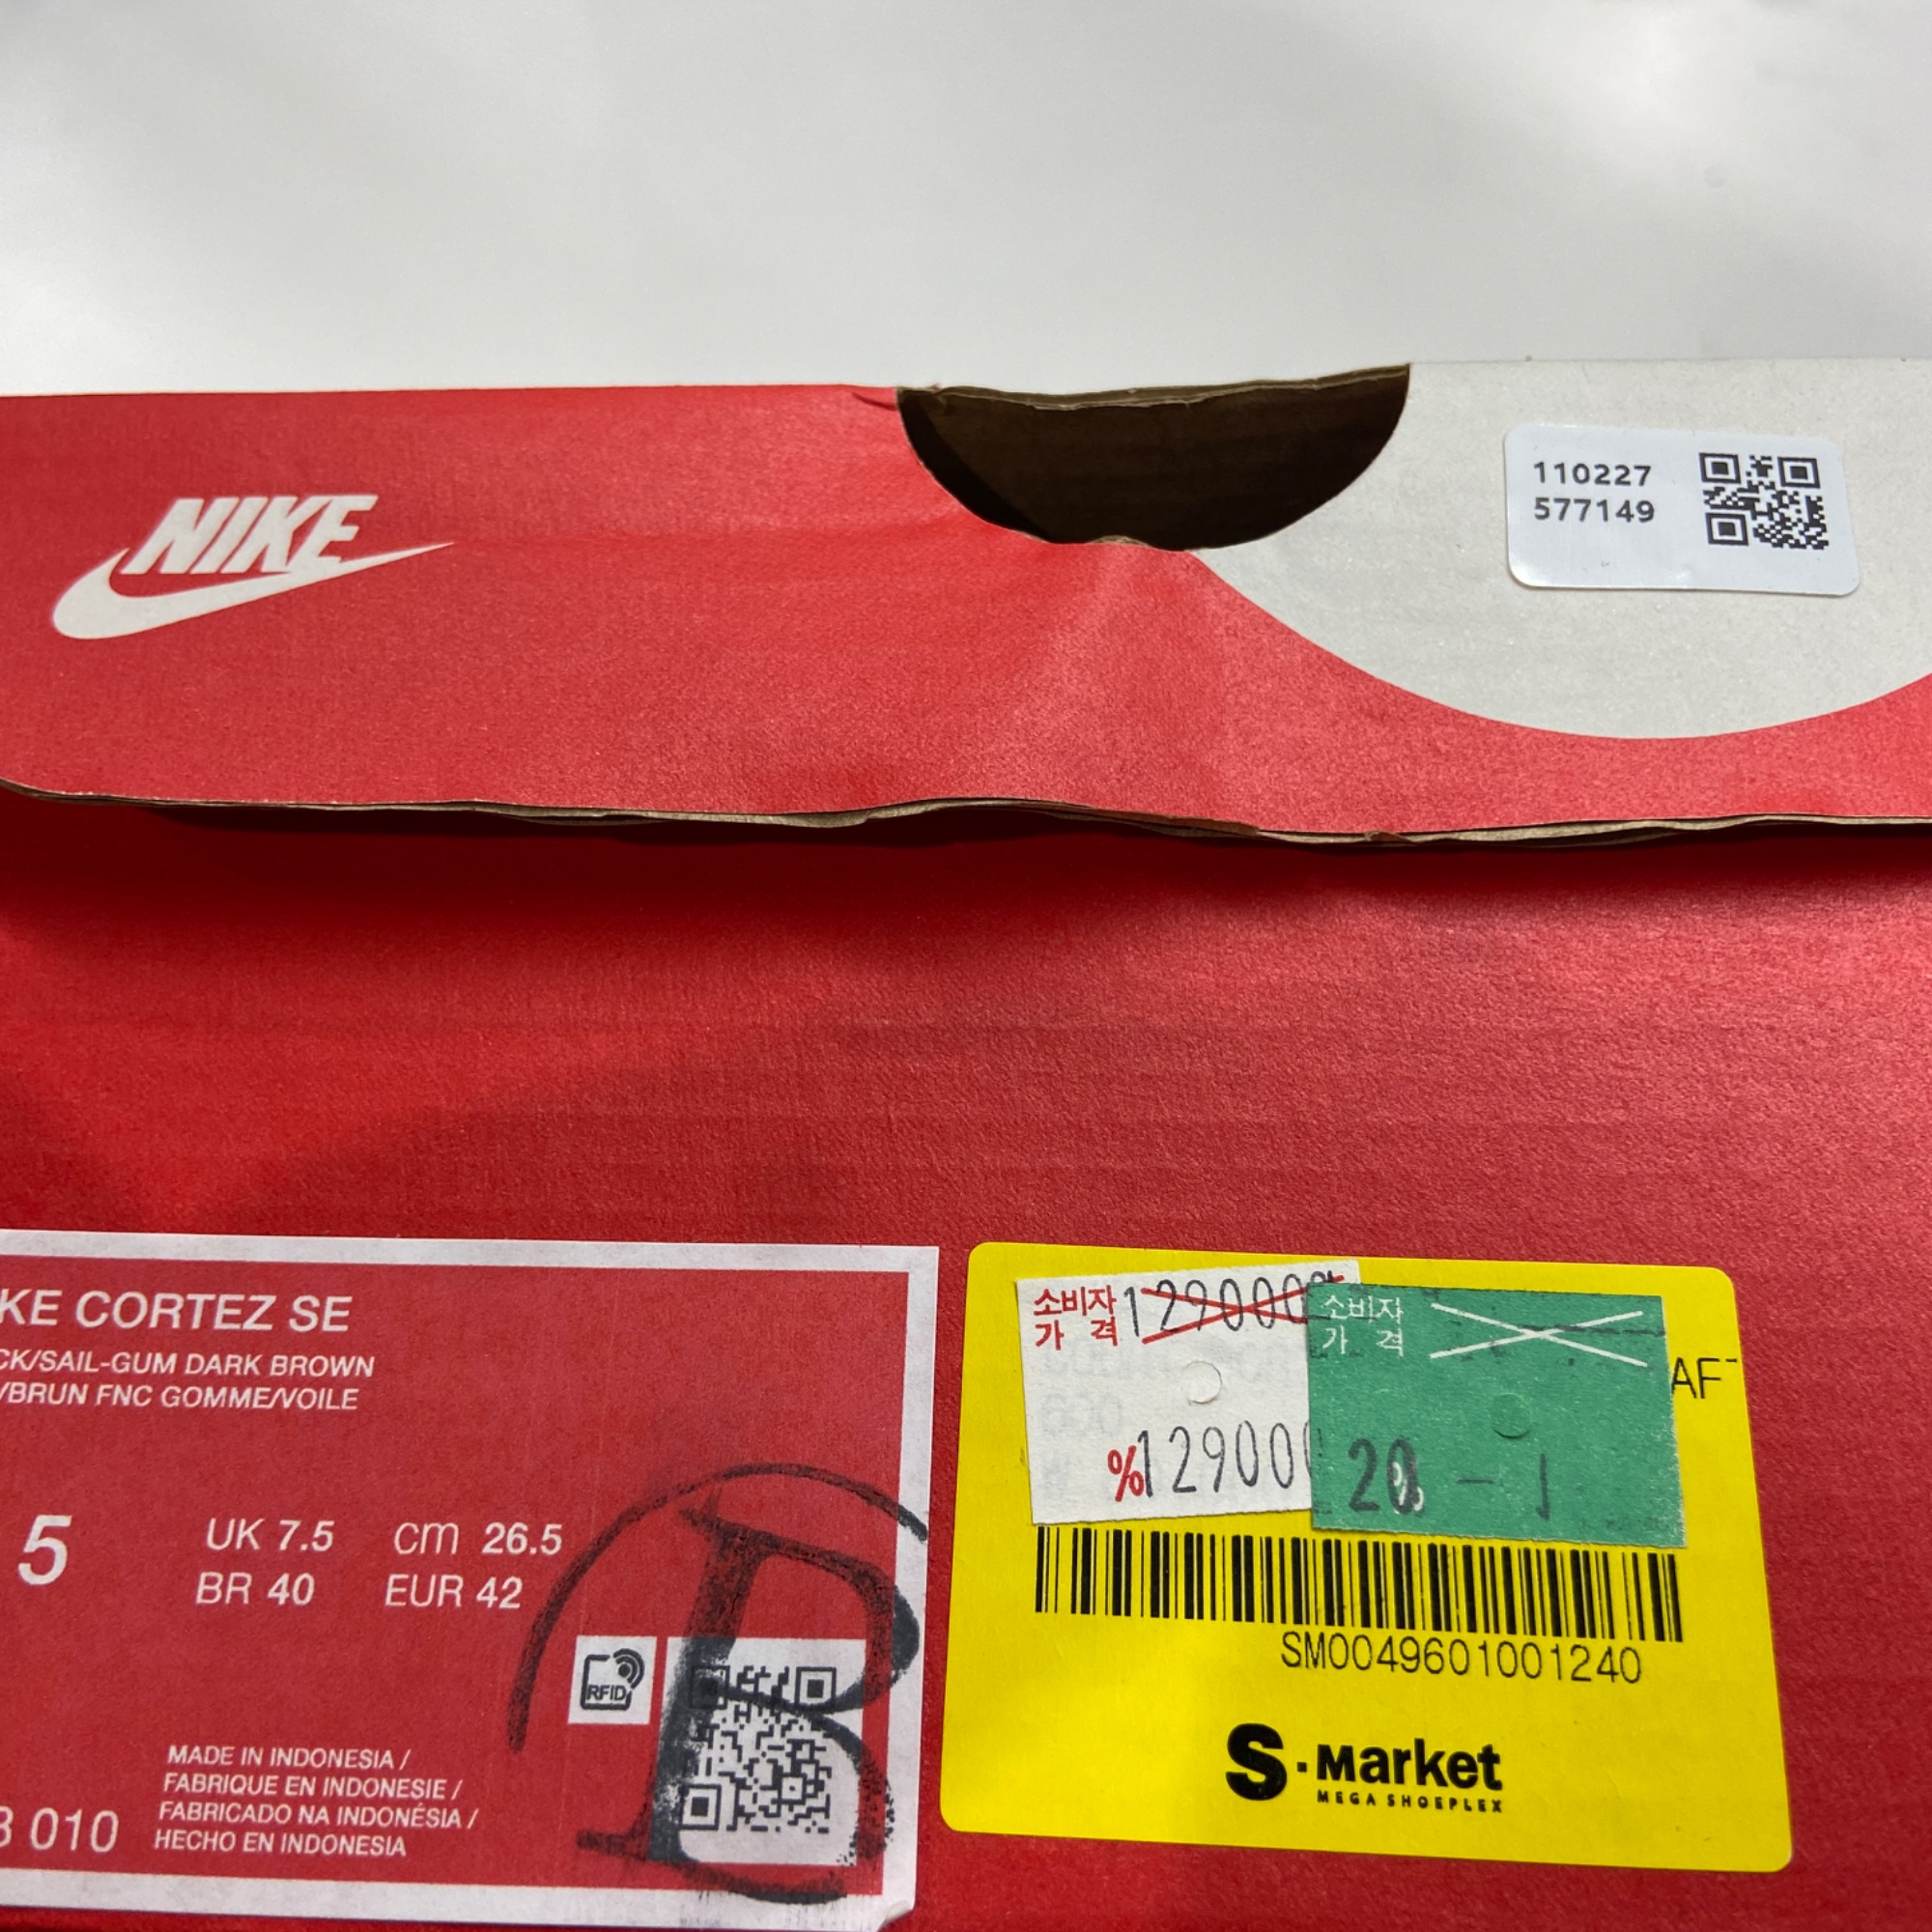 NIKE
110227
577149
KE CORTEZ SE
CK/SAIL-GUM DARK BROWN
/BRUN FNC GOMME/VOILE
5
UK 7.5 cm 26.5
BR 40 EUR 42
RFID
B
MADE IN INDONESIA /
FABRIQUE EN INDONESIE /
FABRICADO NA INDONÉSIA /
HECHO EN INDONESIA
010
소비자
가 격
129000
%129000
소비자
가 격
20 - 1
AF
SM0049601001240
S·Market
MEGA SHOEPLEX